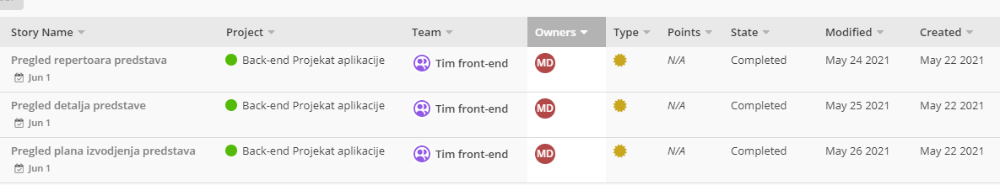 Story Name Project Team Owners Type Points State Modified Created
Pregled repertoara predstava Back-end Projekat aplikacije Tim front-end MD N/A Completed May 24 2021 May 22 2021
Jun 1
Pregled detalja predstave Back-end Projekat aplikacije Tim front-end MD N/A Completed May 25 2021 May 22 2021
Jun 1
Pregled plana izvodjenja predstava Back-end Projekat aplikacije Tim front-end MD N/A Completed May 26 2021 May 22 2021
Jun 1